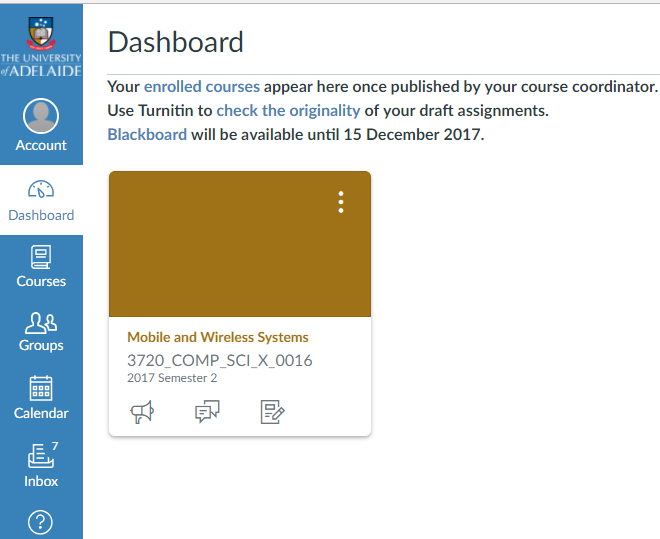 THE UNIVERSITY
of ADELAIDE
Account
Dashboard
Courses
Groups
Calendar
7
Inbox
?
Dashboard
Your enrolled courses appear here once published by your course coordinator.
Use Turnitin to check the originality of your draft assignments.
Blackboard will be available until 15 December 2017.
Mobile and Wireless Systems
3720_COMP_SCI_X_0016
2017 Semester 2